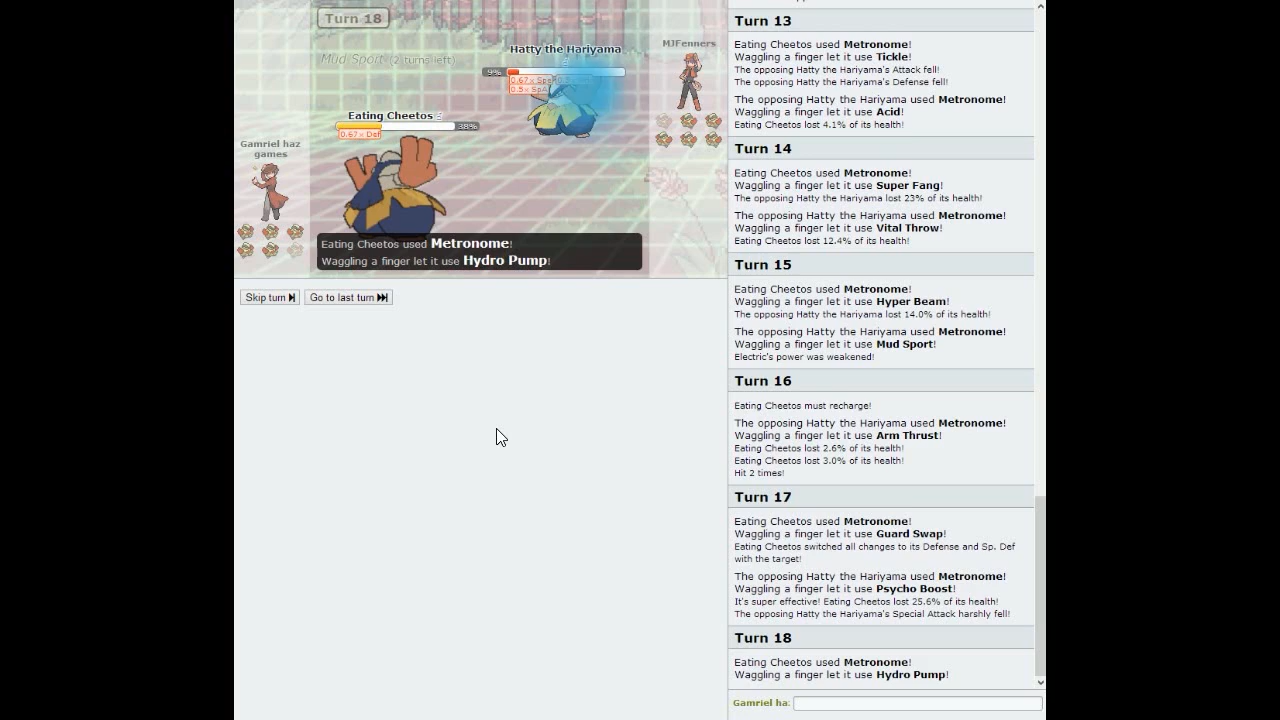 Turn 18
Mud Sport (2 turns left)
Hatty the Hariyama
9%
0.5× SpA
Eating Cheetos
38%
0.67× Def
MJFenners
Gamriel haz
games
Eating Cheetos used Metronome!
Waggling a finger let it use Hydro Pump!
Skip turn
Go to last turn
Turn 13
Eating Cheetos used Metronome!
Waggling a finger let it use Tickle!
The opposing Hatty the Hariyama's Attack fell!
The opposing Hatty the Hariyama's Defense fell!
The opposing Hatty the Hariyama used Metronome!
Waggling a finger let it use Acid!
Eating Cheetos lost 4.1% of its health!
Turn 14
Eating Cheetos used Metronome!
Waggling a finger let it use Super Fang!
The opposing Hatty the Hariyama lost 23% of its health!
The opposing Hatty the Hariyama used Metronome!
Waggling a finger let it use Vital Throw!
Eating Cheetos lost 12.4% of its health!
Turn 15
Eating Cheetos used Metronome!
Waggling a finger let it use Hyper Beam!
The opposing Hatty the Hariyama lost 14.0% of its health!
The opposing Hatty the Hariyama used Metronome!
Waggling a finger let it use Mud Sport!
Electric's power was weakened!
Turn 16
Eating Cheetos must recharge!
The opposing Hatty the Hariyama used Metronome!
Waggling a finger let it use Arm Thrust!
Eating Cheetos lost 2.6% of its health!
Eating Cheetos lost 3.0% of its health!
Hit 2 times!
Turn 17
Eating Cheetos used Metronome!
Waggling a finger let it use Guard Swap!
Eating Cheetos switched all changes to its Defense and Sp. Def
with the target!
The opposing Hatty the Hariyama used Metronome!
Waggling a finger let it use Psycho Boost!
It's super effective! Eating Cheetos lost 25.6% of its health!
The opposing Hatty the Hariyama's Special Attack harshly fell!
Turn 18
Eating Cheetos used Metronome!
Waggling a finger let it use Hydro Pump!
Gamriel ha: